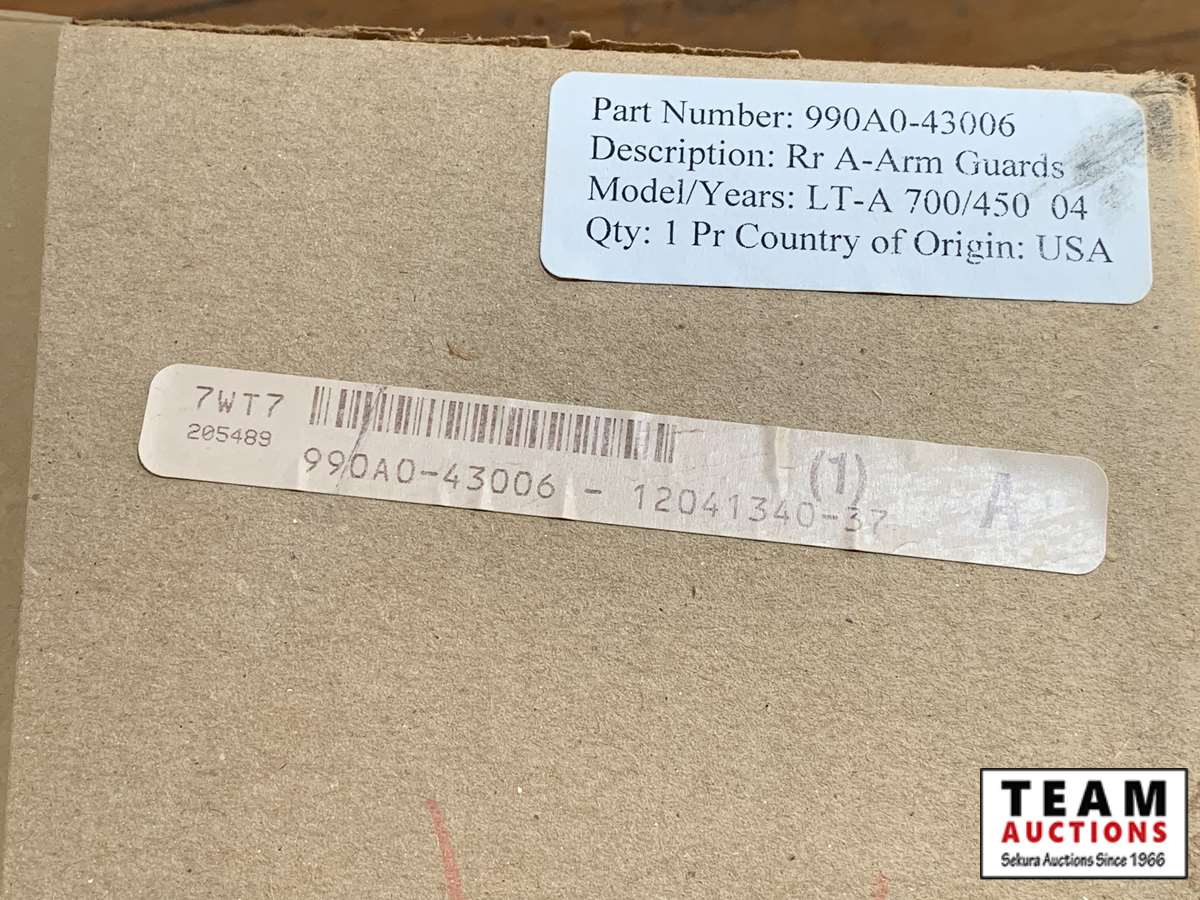 Part Number: 990A0-43006
Description: Rr A-Arm Guards
Model/Years: LT-A 700/450 04
Qty: 1 Pr Country of Origin: USA
7WT7
205489
(1)
A
990A0-43006 - 12041340-37
TEAM
AUCTIONS
Sekura Auctions Since 1966